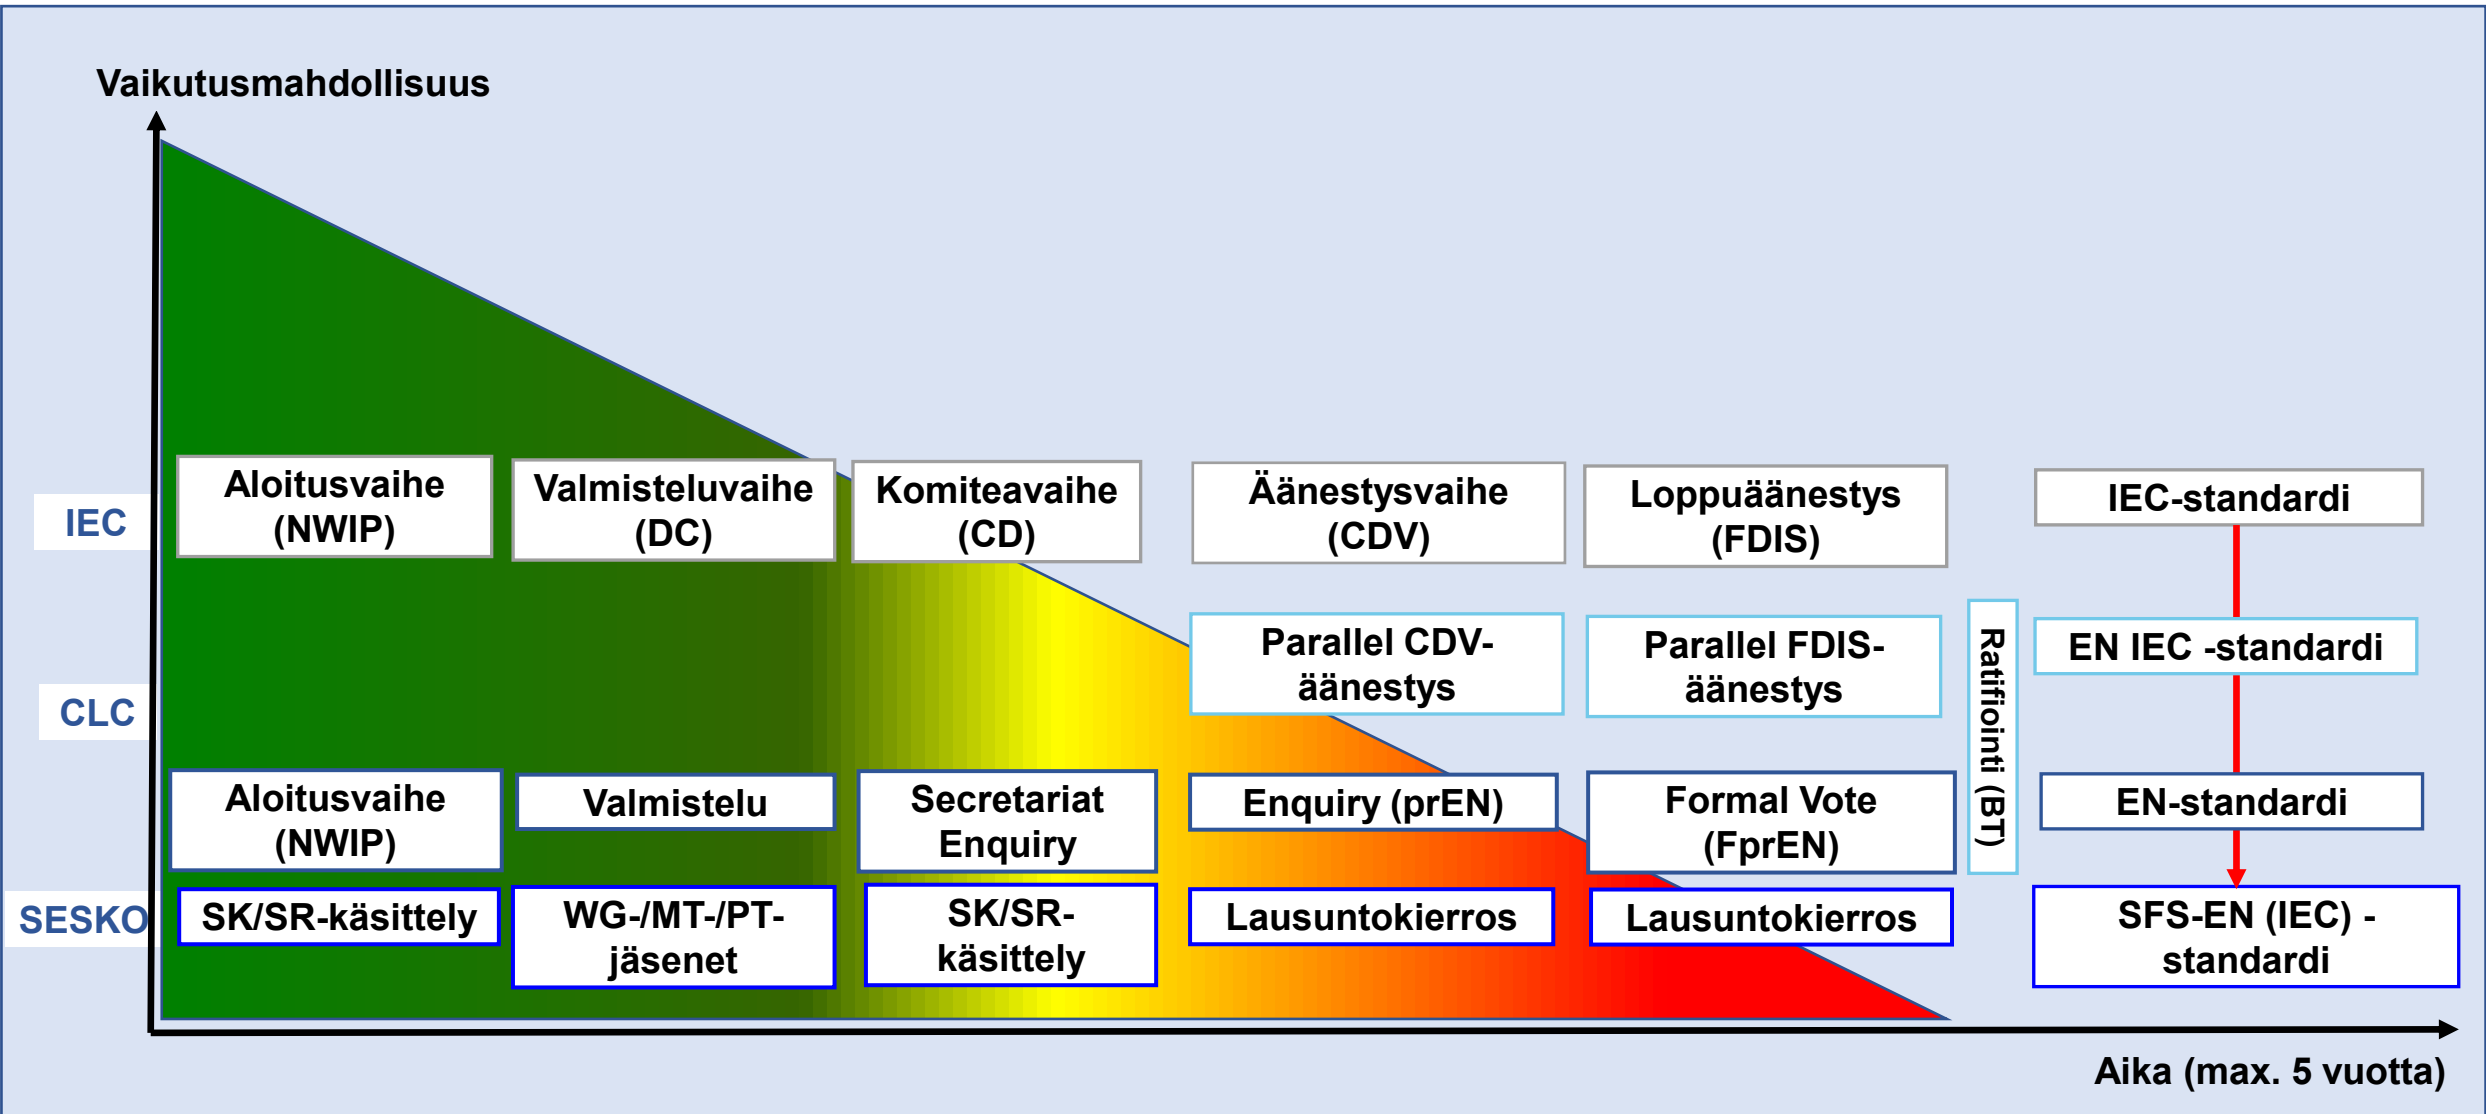 Vaikutusmahdollisuus
IEC
Aloitusvaihe
(NWIP)
Valmisteluvaihe
(DC)
Komiteavaihe
(CD)
Äänestysvaihe
(CDV)
Loppuäänestys
(FDIS)
IEC-standardi
CLC
Parallel CDV-
äänestys
Parallel FDIS-
äänestys
Ratifiointi (BT)
EN IEC -standardi
Aloitusvaihe
(NWIP)
Valmistelu
Secretariat
Enquiry
Enquiry (prEN)
Formal Vote
(FprEN)
EN-standardi
SESKO
SK/SR-käsittely
WG-/MT-/PT-
jäsenet
SK/SR-
käsittely
Lausuntokierros
Lausuntokierros
SFS-EN (IEC) -
standardi
Aika (max. 5 vuotta)